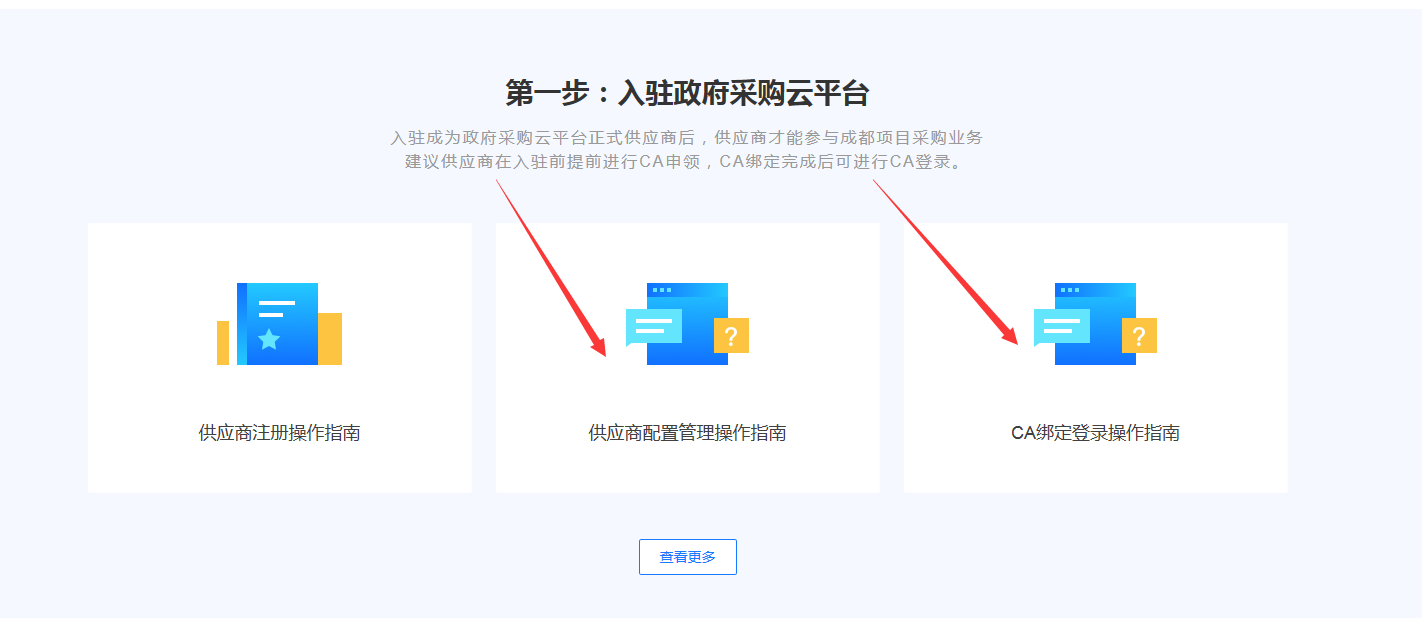 第一步：入驻政府采购云平台
入驻成为政府采购云平台正式供应商后，供应商才能参与成都项目采购业务
建议供应商在入驻前提前进行CA申领，CA绑定完成后可进行CA登录。
?
?
供应商注册操作指南
供应商配置管理操作指南
CA绑定登录操作指南
查看更多